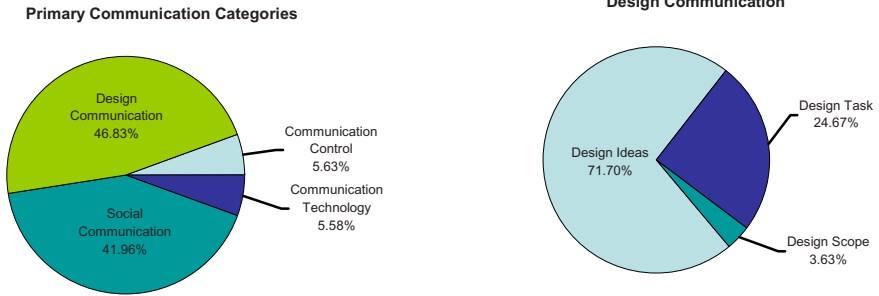 Primary Communication Categories
Design
Communication
46.83%
Communication
Control
5.63%
Communication
Technology
5.58%
Social
Communication
41.96%
Design Communication
Design Ideas
71.70%
Design Task
24.67%
Design Scope
3.63%